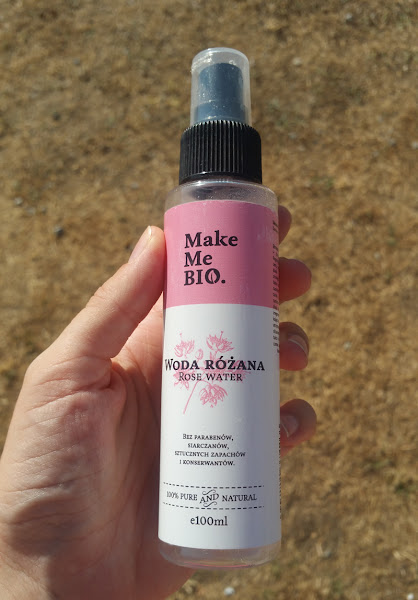 Make
Me
BIO.
WODA RÓŻANA
ROSE WATER
BEZ PARABENÓW,
SIARCZANÓW,
SZTUCZNYCH ZAPACHÓW
I KONSERWANTÓW.
100% PURE AND NATURAL
e100ml